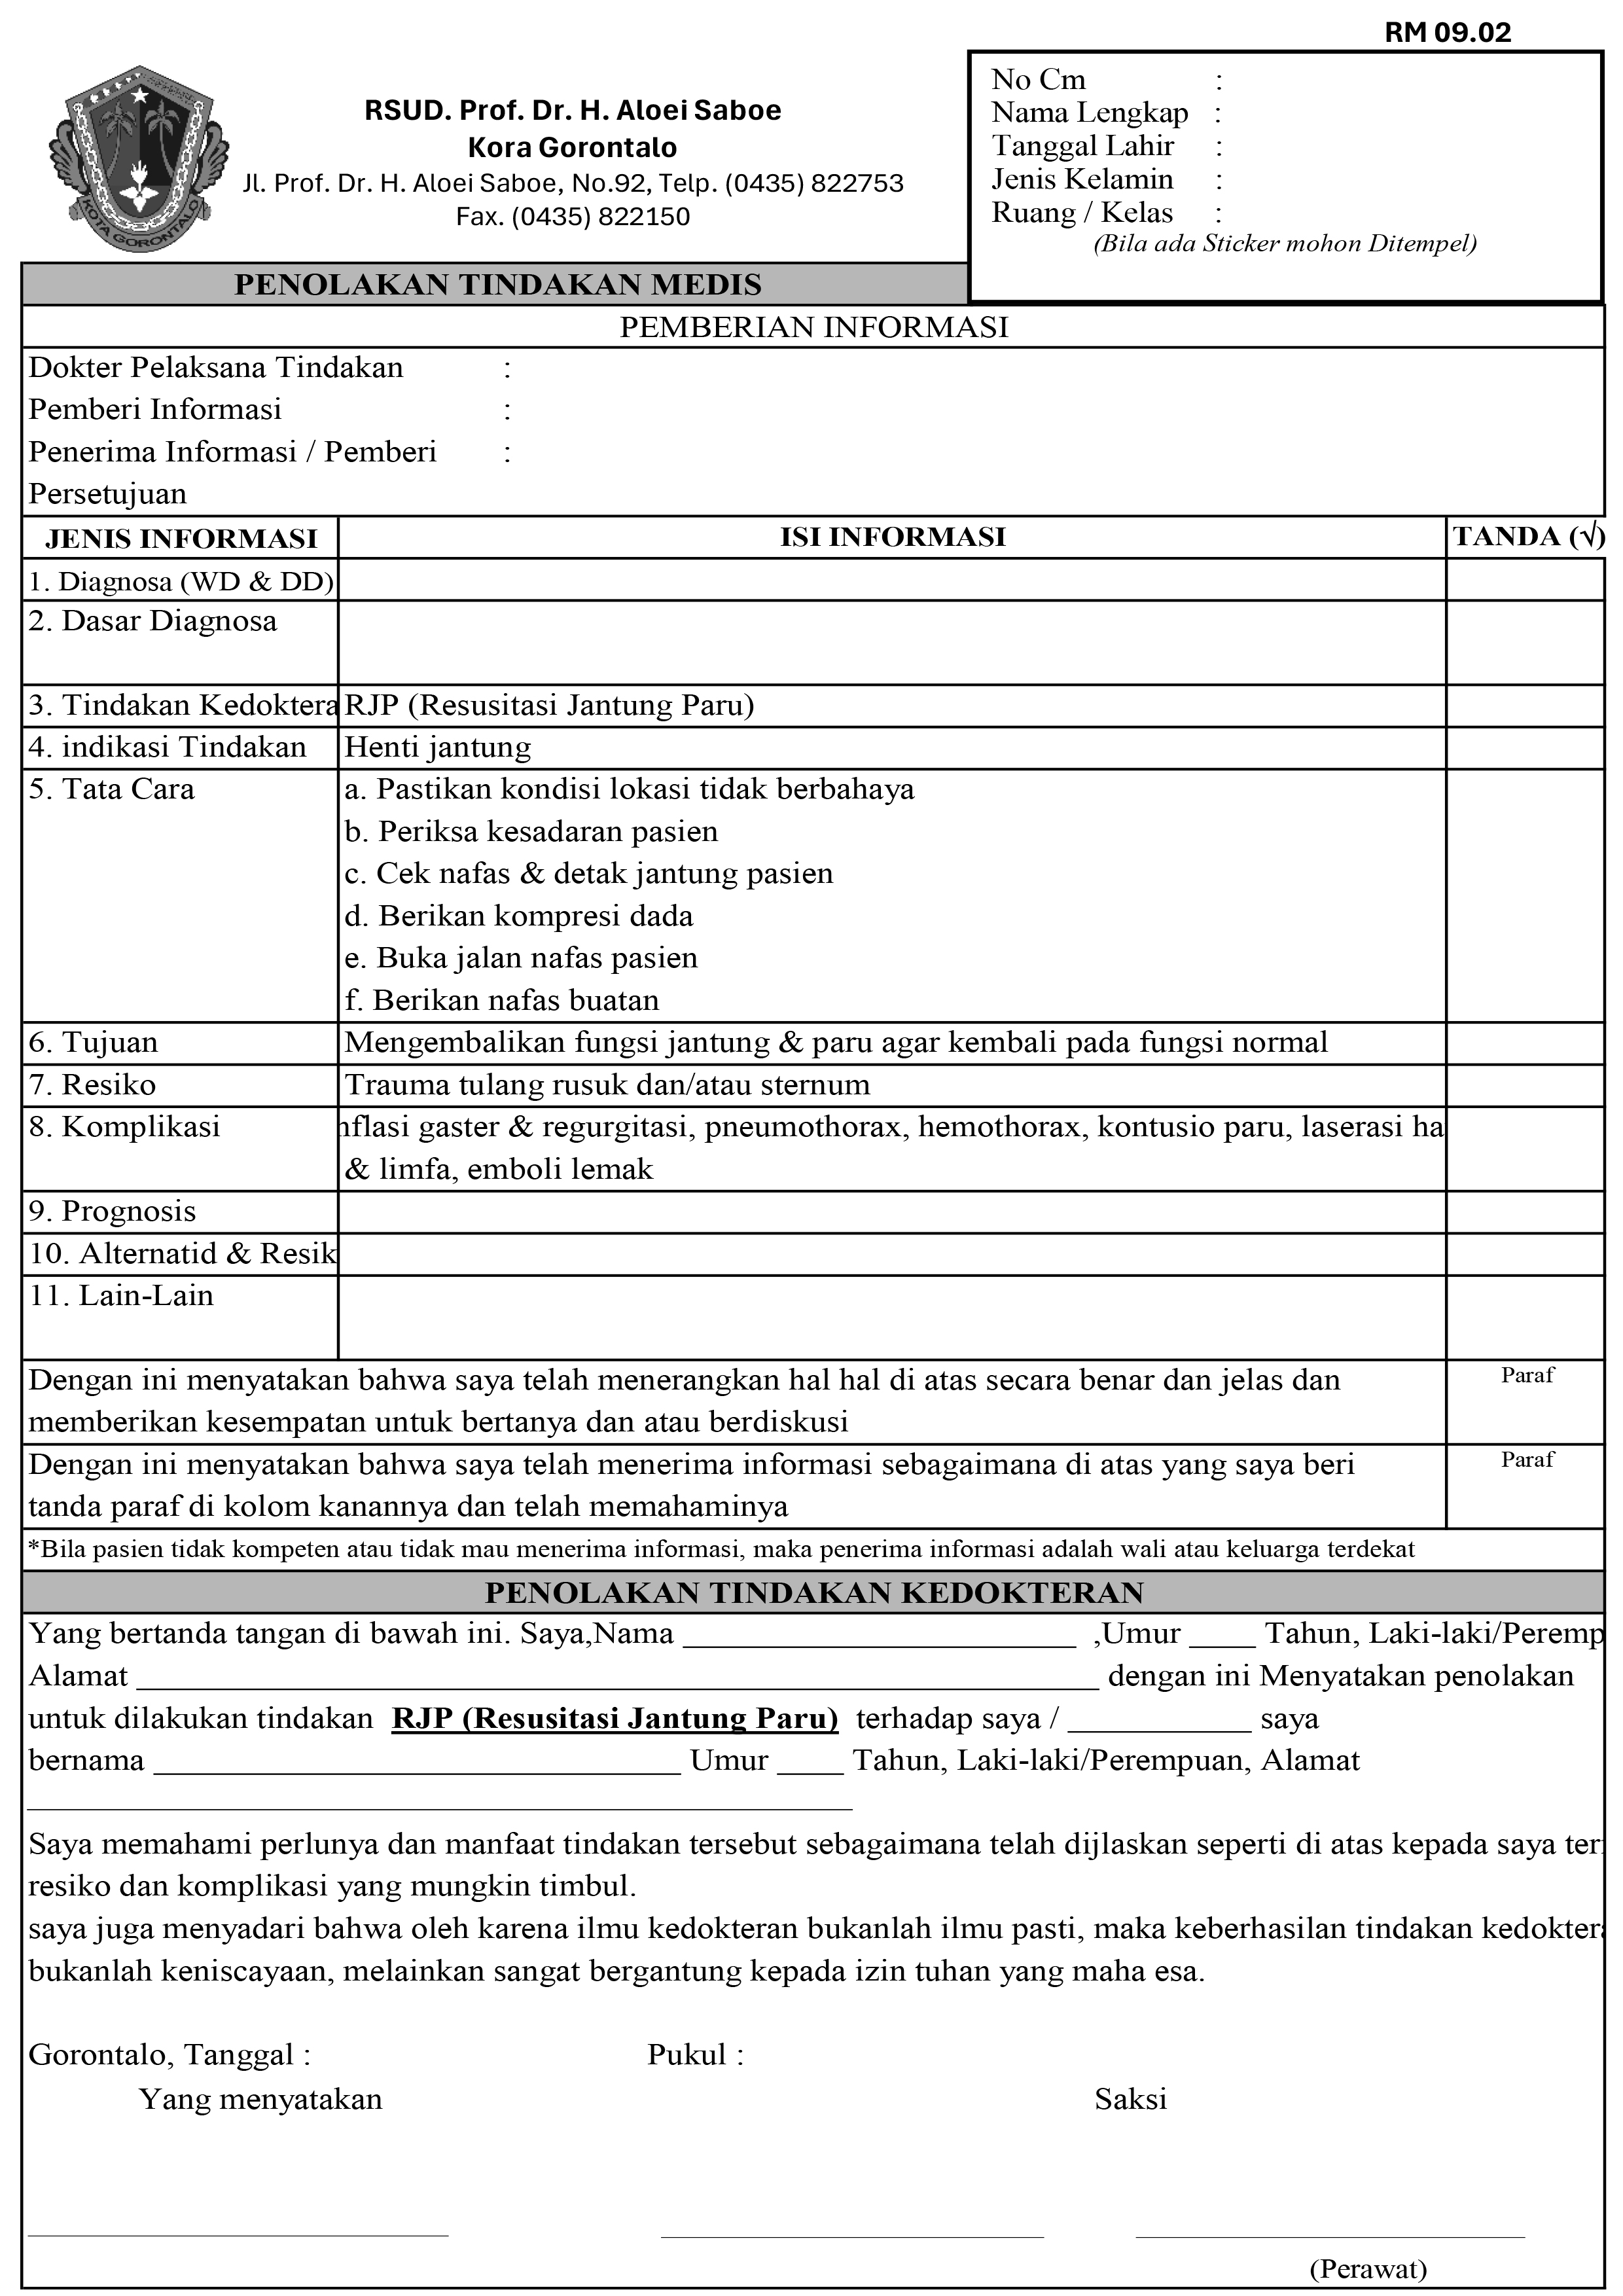 RM 09.02
KOTA GORONTALO
RSUD. Prof. Dr. H. Aloei Saboe
Kora Gorontalo
Jl. Prof. Dr. H. Aloei Saboe, No.92, Telp. (0435) 822753
Fax. (0435) 822150
No Cm :
Nama Lengkap :
Tanggal Lahir :
Jenis Kelamin :
Ruang / Kelas :
(Bila ada Sticker mohon Ditempel)
PENOLAKAN TINDAKAN MEDIS
PEMBERIAN INFORMASI
Dokter Pelaksana Tindakan :
Pemberi Informasi :
Penerima Informasi / Pemberi :
Persetujuan
JENIS INFORMASI ISI INFORMASI TANDA (√)
1. Diagnosa (WD & DD)
2. Dasar Diagnosa
3. Tindakan Kedoktera RJP (Resusitasi Jantung Paru)
4. indikasi Tindakan Henti jantung
5. Tata Cara a. Pastikan kondisi lokasi tidak berbahaya
b. Periksa kesadaran pasien
c. Cek nafas & detak jantung pasien
d. Berikan kompresi dada
e. Buka jalan nafas pasien
f. Berikan nafas buatan
6. Tujuan Mengembalikan fungsi jantung & paru agar kembali pada fungsi normal
7. Resiko Trauma tulang rusuk dan/atau sternum
8. Komplikasi nflasi gaster & regurgitasi, pneumothorax, hemothorax, kontusio paru, laserasi ha
& limfa, emboli lemak
9. Prognosis
10. Alternatid & Resik
11. Lain-Lain
Dengan ini menyatakan bahwa saya telah menerangkan hal hal di atas secara benar dan jelas dan Paraf
memberikan kesempatan untuk bertanya dan atau berdiskusi
Dengan ini menyatakan bahwa saya telah menerima informasi sebagaimana di atas yang saya beri Paraf
tanda paraf di kolom kanannya dan telah memahaminya
*Bila pasien tidak kompeten atau tidak mau menerima informasi, maka penerima informasi adalah wali atau keluarga terdekat
PENOLAKAN TINDAKAN KEDOKTERAN
Yang bertanda tangan di bawah ini. Saya,Nama ________________________ ,Umur ____ Tahun, Laki-laki/Peremp
Alamat ____________________________________________________________ dengan ini Menyatakan penolakan
untuk dilakukan tindakan RJP (Resusitasi Jantung Paru) terhadap saya / ___________ saya
bernama ________________________________ Umur ____ Tahun, Laki-laki/Perempuan, Alamat
__________________________________________________
Saya memahami perlunya dan manfaat tindakan tersebut sebagaimana telah dijlaskan seperti di atas kepada saya ter
resiko dan komplikasi yang mungkin timbul.
saya juga menyadari bahwa oleh karena ilmu kedokteran bukanlah ilmu pasti, maka keberhasilan tindakan kedoktera
bukanlah keniscayaan, melainkan sangat bergantung kepada izin tuhan yang maha esa.
Gorontalo, Tanggal : Pukul :
Yang menyatakan Saksi
(Perawat)